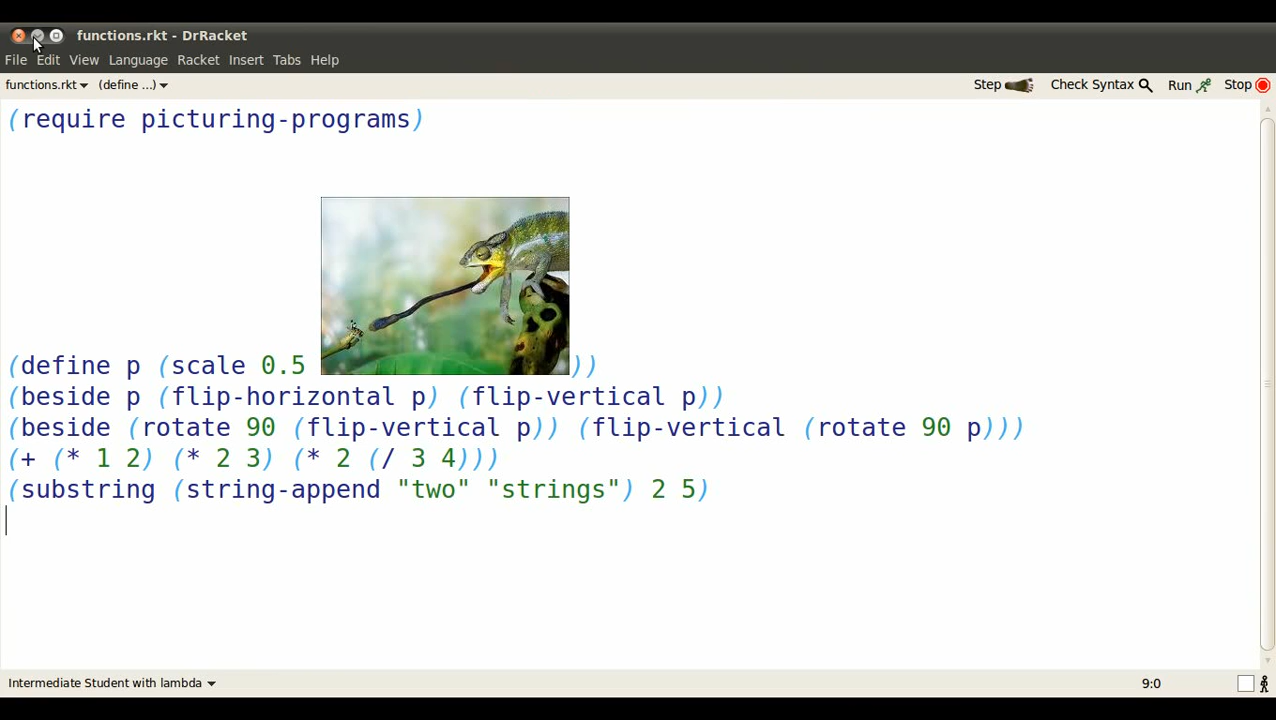 functions.rkt - DrRacket
File Edit View Language Racket Insert Tabs Help
functions.rkt (define ...) Step Check Syntax Run Stop
(require picturing-programs)
(define p (scale 0.5 ))
(beside p (flip-horizontal p) (flip-vertical p))
(beside (rotate 90 (flip-vertical p)) (flip-vertical (rotate 90 p)))
(+ (* 1 2) (* 2 3) (* 2 (/ 3 4)))
(substring (string-append "two" "strings") 2 5)
Intermediate Student with lambda 9:0